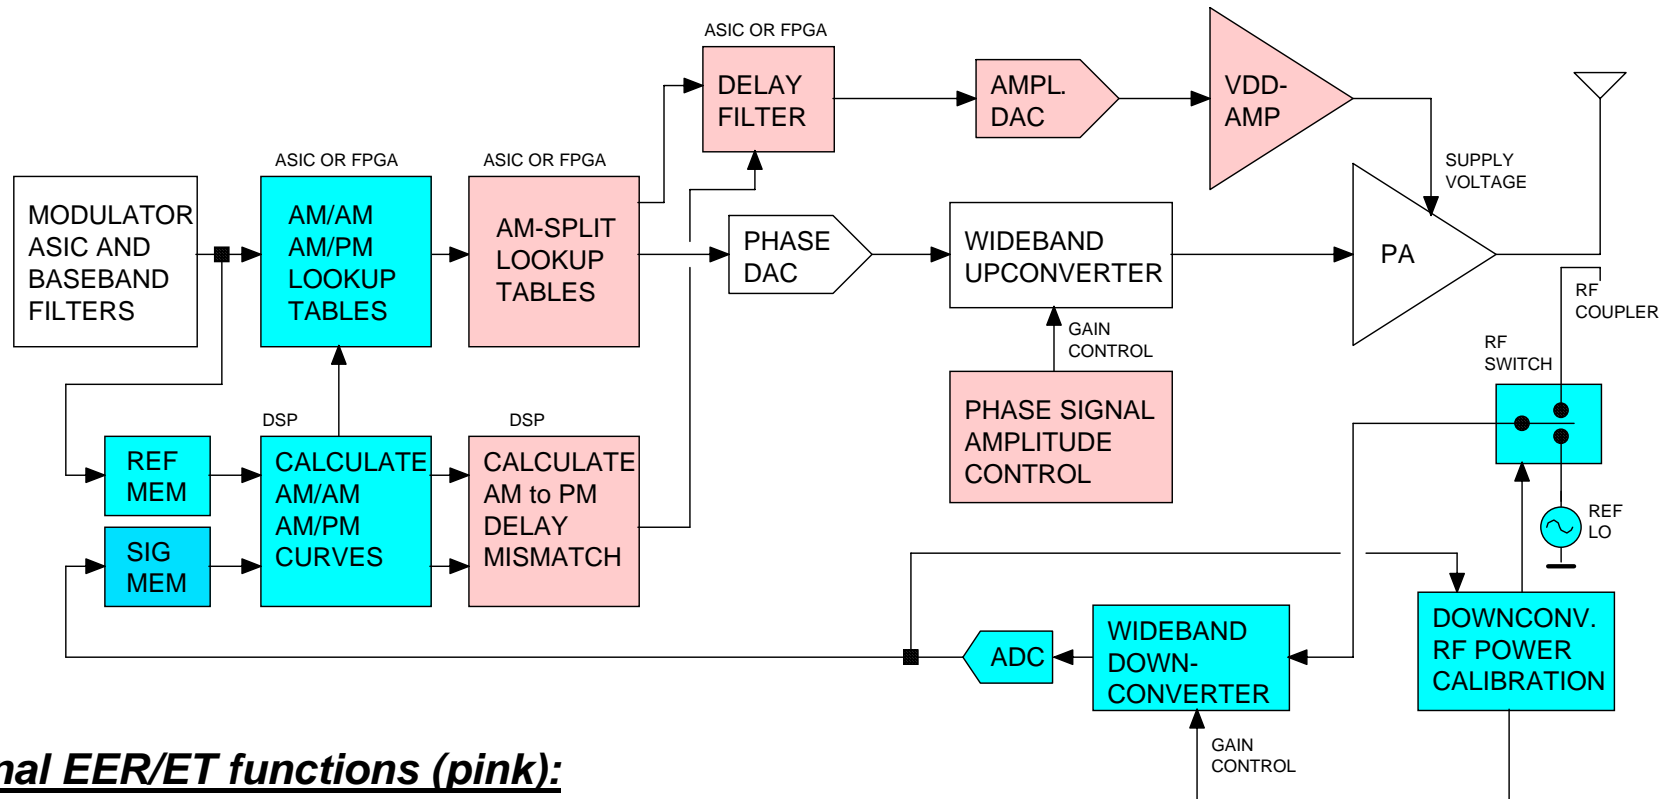 ASIC OR FPGA
DELAY
FILTER
AMPL.
DAC
VDD-
AMP
ASIC OR FPGA
ASIC OR FPGA
SUPPLY
VOLTAGE
MODULATOR
ASIC AND
BASEBAND
FILTERS
AM/AM
AM/PM
LOOKUP
TABLES
AM-SPLIT
LOOKUP
TABLES
PHASE
DAC
WIDEBAND
UPCONVERTER
PA
RF
COUPLER
GAIN
CONTROL
RF
SWITCH
DSP
DSP
PHASE SIGNAL
AMPLITUDE
CONTROL
REF
MEM
CALCULATE
AM/AM
AM/PM
CURVES
CALCULATE
AM to PM
DELAY
MISMATCH
SIG
MEM
REF
LO
ADC
WIDEBAND
DOWN-
CONVERTER
DOWNCONV.
RF POWER
CALIBRATION
GAIN
CONTROL
nal EER/ET functions (pink):